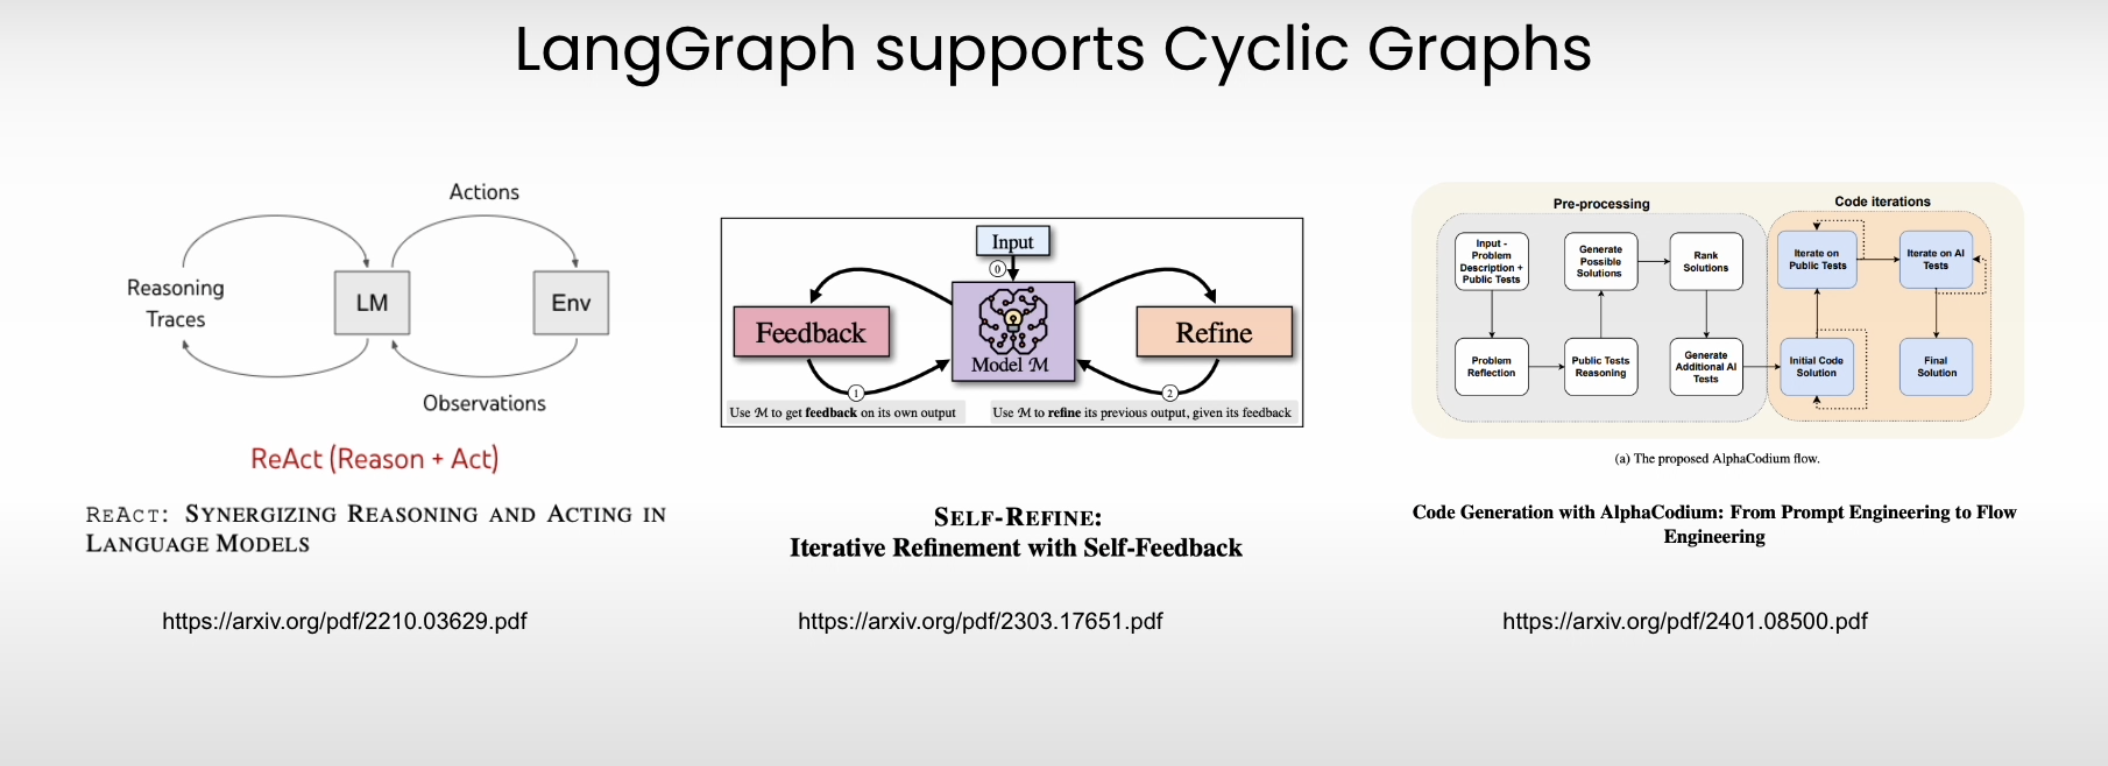 LangGraph supports Cyclic Graphs
Actions
Reasoning
Traces
LM
Env
Observations
ReAct (Reason + Act)
REACT: SYNERGIZING REASONING AND ACTING IN
LANGUAGE MODELS
https://arxiv.org/pdf/2210.03629.pdf
Input
0
Feedback
Model M
Refine
1
2
Use M to get feedback on its own output
Use M to refine its previous output, given its feedback
SELF-REFINE:
Iterative Refinement with Self-Feedback
https://arxiv.org/pdf/2303.17651.pdf
Pre-processing
Input -
Problem
Description +
Public Tests
Generate
Possible
Solutions
Rank
Solutions
Problem
Reflection
Public Tests
Reasoning
Generate
Additional AI
Tests
Code iterations
Iterate on
Public Tests
Iterate on AI
Tests
Initial Code
Solution
Final
Solution
(a) The proposed AlphaCodium flow.
Code Generation with AlphaCodium: From Prompt Engineering to Flow
Engineering
https://arxiv.org/pdf/2401.08500.pdf